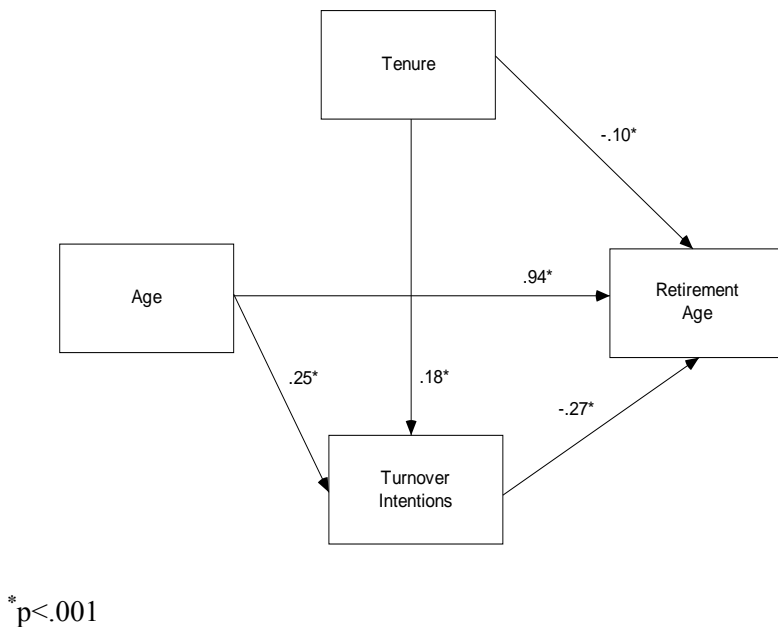 Tenure
-.10*
Age
.94*
Retirement
Age
.25*
.18*
-.27*
Turnover
Intentions
*p<.001